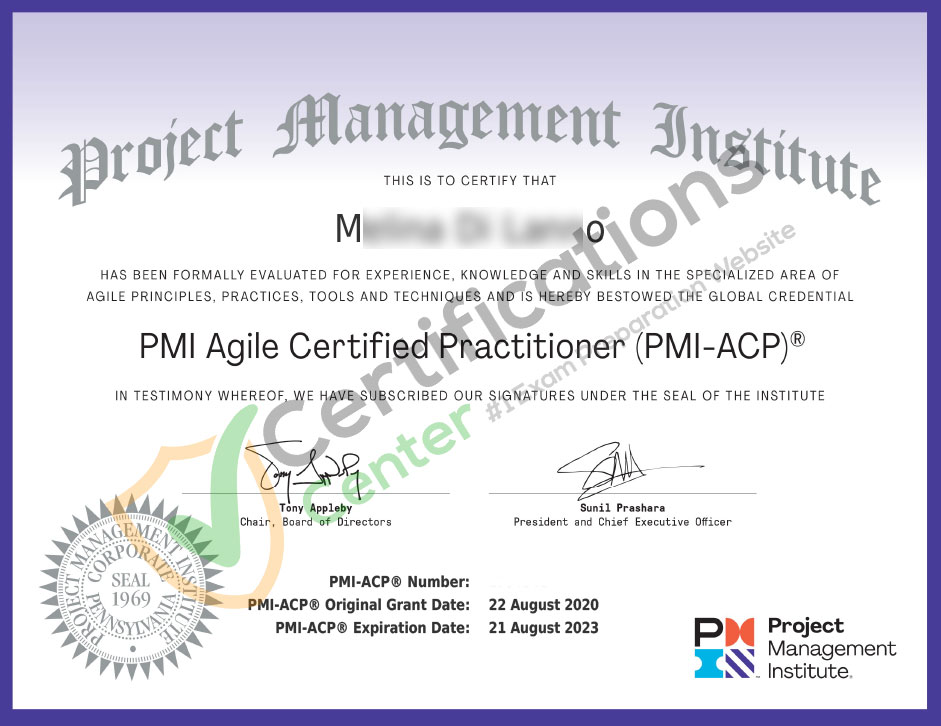 Project Management Institute
THIS IS TO CERTIFY THAT
HAS BEEN FORMALLY EVALUATED FOR EXPERIENCE, KNOWLEDGE AND SKILLS IN THE SPECIALIZED AREA OF
AGILE PRINCIPLES, PRACTICES, TOOLS AND TECHNIQUES AND IS HEREBY BESTOWED THE GLOBAL CREDENTIAL
PMI Agile Certified Practitioner (PMI-ACP)®
IN TESTIMONY WHEREOF, WE HAVE SUBSCRIBED OUR SIGNATURES UNDER THE SEAL OF THE INSTITUTE
Certifications
Center #1 Exam Preparation Website
Tony Appleby
Chair, Board of Directors
Sunil Prashara
President and Chief Executive Officer
PROJECT MANAGEMENT INSTITUTE
CORPORATE
SEAL
1969
PENNSYLVANIA
PMI-ACP® Number:
PMI-ACP® Original Grant Date: 22 August 2020
PMI-ACP® Expiration Date: 21 August 2023
Project
Management
Institute.